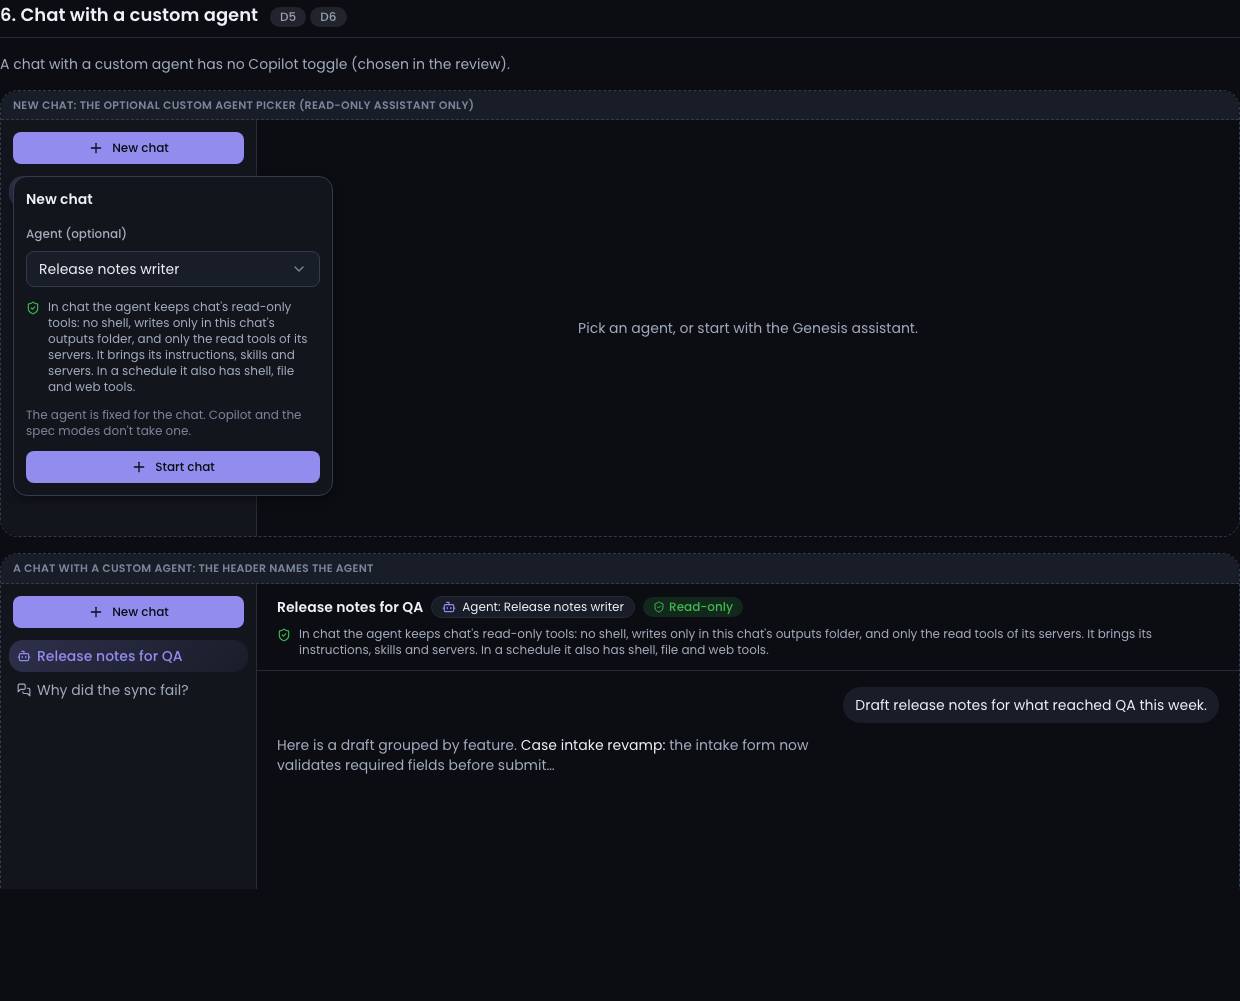 6. Chat with a custom agent D5 D6
A chat with a custom agent has no Copilot toggle (chosen in the review).
NEW CHAT: THE OPTIONAL CUSTOM AGENT PICKER (READ-ONLY ASSISTANT ONLY)
New chat
New chat
Agent (optional)
Release notes writer
In chat the agent keeps chat's read-only
tools: no shell, writes only in this chat's
outputs folder, and only the read tools of its
servers. It brings its instructions, skills and
servers. In a schedule it also has shell, file
and web tools.
The agent is fixed for the chat. Copilot and the
spec modes don't take one.
Start chat
Pick an agent, or start with the Genesis assistant.
A CHAT WITH A CUSTOM AGENT: THE HEADER NAMES THE AGENT
New chat
Release notes for QA
Why did the sync fail?
Release notes for QA Agent: Release notes writer Read-only
In chat the agent keeps chat's read-only tools: no shell, writes only in this chat's outputs folder, and only the read tools of its servers. It brings its
instructions, skills and servers. In a schedule it also has shell, file and web tools.
Draft release notes for what reached QA this week.
Here is a draft grouped by feature. Case intake revamp: the intake form now
validates required fields before submit…